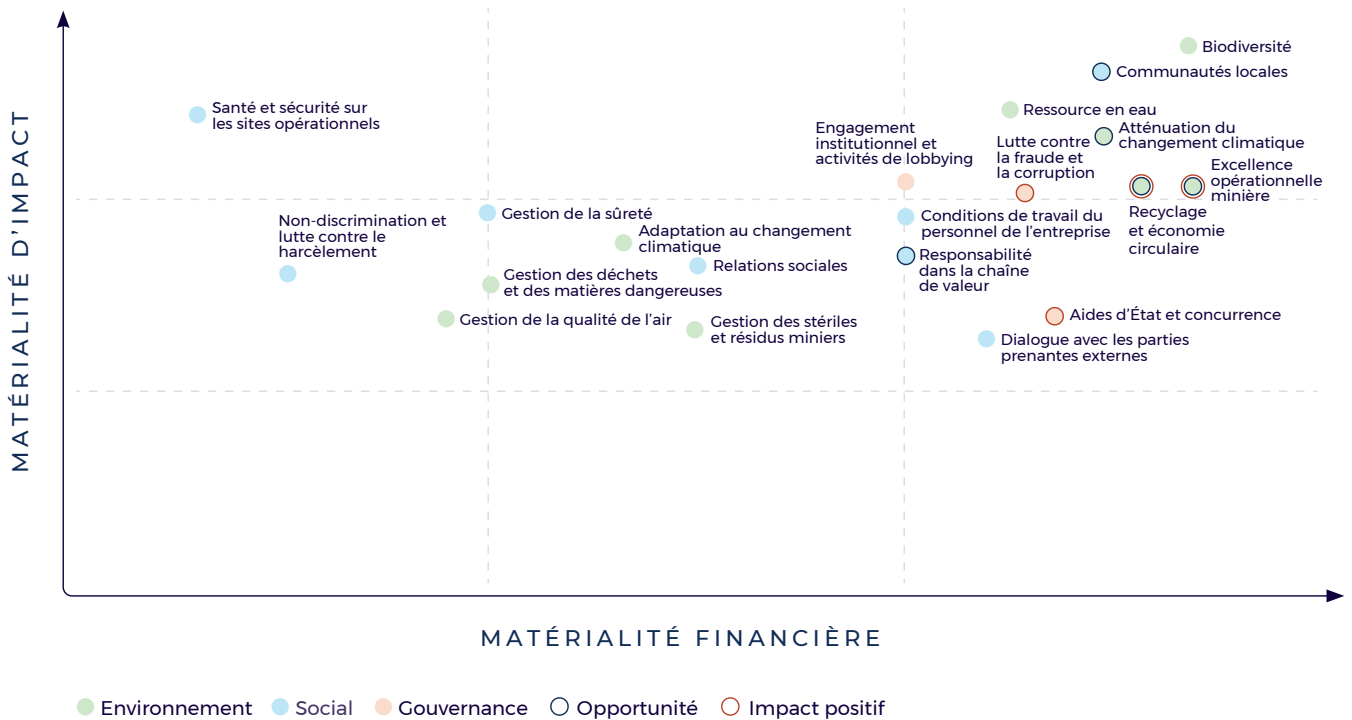 Biodiversité
Communautés locales
Santé et sécurité sur
les sites opérationnels
Ressource en eau
Engagement
institutionnel et
activités de lobbying
Atténuation du
changement climatique
Lutte contre
la fraude et
la corruption
Excellence
opérationnelle
minière
Recyclage
et économie
circulaire
Non-discrimination et
lutte contre le
harcèlement
Gestion de la sûreté
Conditions de travail du
personnel de l'entreprise
Adaptation au changement
climatique
Relations sociales
Responsabilité
dans la chaîne
de valeur
Gestion des déchets
et des matières dangereuses
Gestion de la qualité de l'air
Gestion des stériles
et résidus miniers
Aides d'État et concurrence
Dialogue avec les parties
prenantes externes
MATÉRIALITÉ D'IMPACT
MATÉRIALITÉ FINANCIÈRE
Environnement
Social
Gouvernance
Opportunité
Impact positif